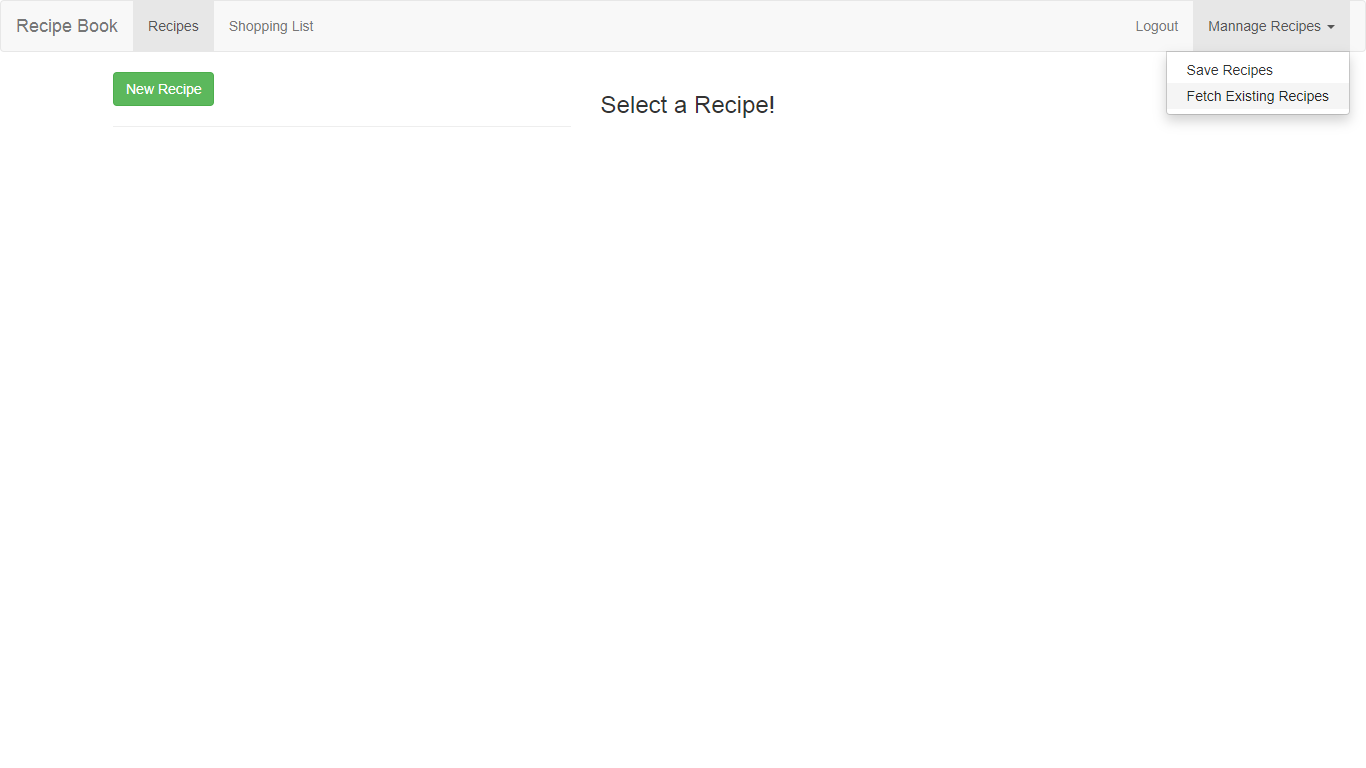 Recipe Book Recipes Shopping List Logout Mannage Recipes
Save Recipes
Fetch Existing Recipes
New Recipe
Select a Recipe!